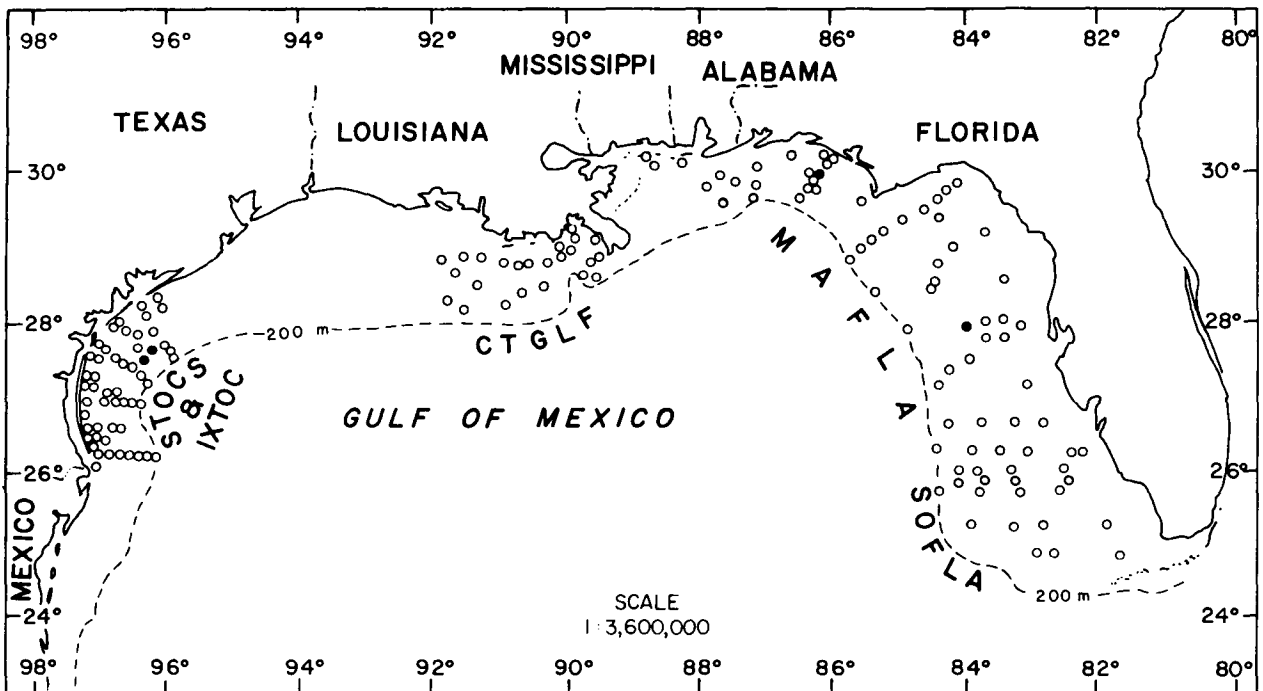 98° 96° 94° 92° 90° 88° 86° 84° 82° 80°
MISSISSIPPI ALABAMA
TEXAS LOUISIANA FLORIDA
30° 30°
28° 28°
200 m
CTGLF
MAFLA
STOCS
&
IXTOC
GULF OF MEXICO
26° 26°
SOFLA
MEXICO
24° 24°
200 m
SCALE
1:3,600,000
98° 96° 94° 92° 90° 88° 86° 84° 82° 80°